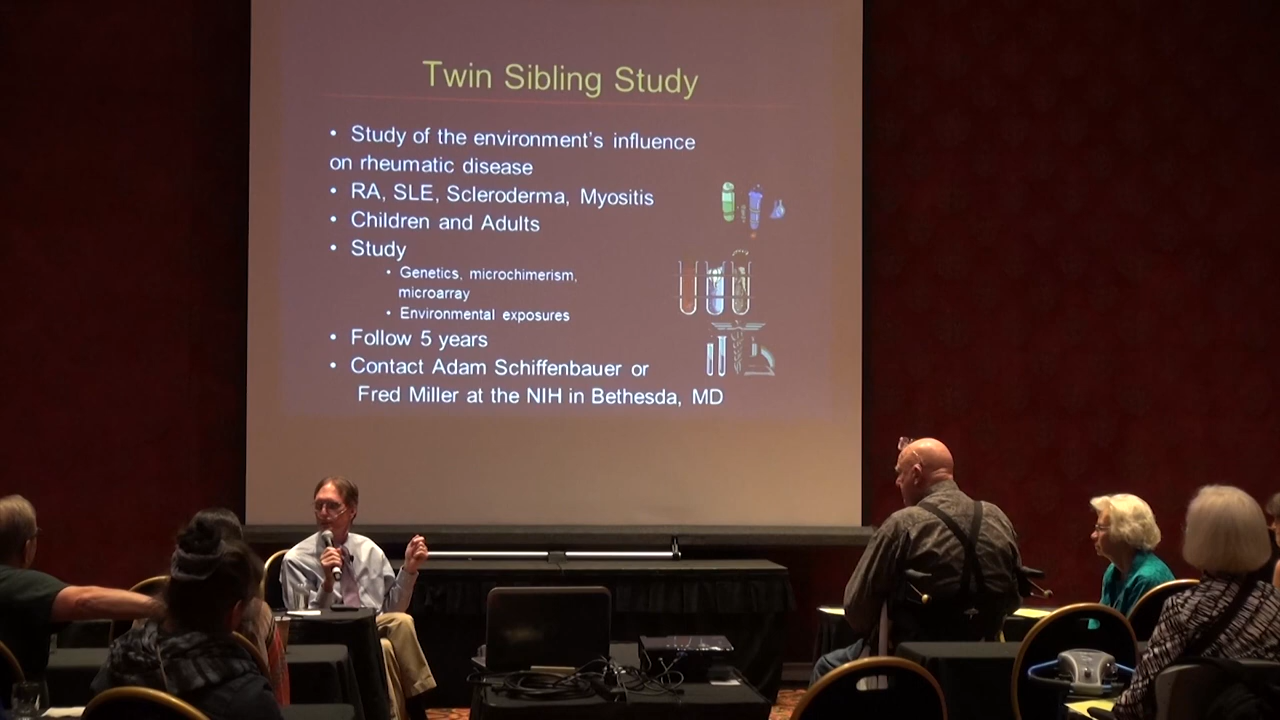 Twin Sibling Study
• Study of the environment's influence
on rheumatic disease
• RA, SLE, Scleroderma, Myositis
• Children and Adults
• Study
• Genetics, microchimerism,
microarray
• Environmental exposures
• Follow 5 years
• Contact Adam Schiffenbauer or
Fred Miller at the NIH in Bethesda, MD